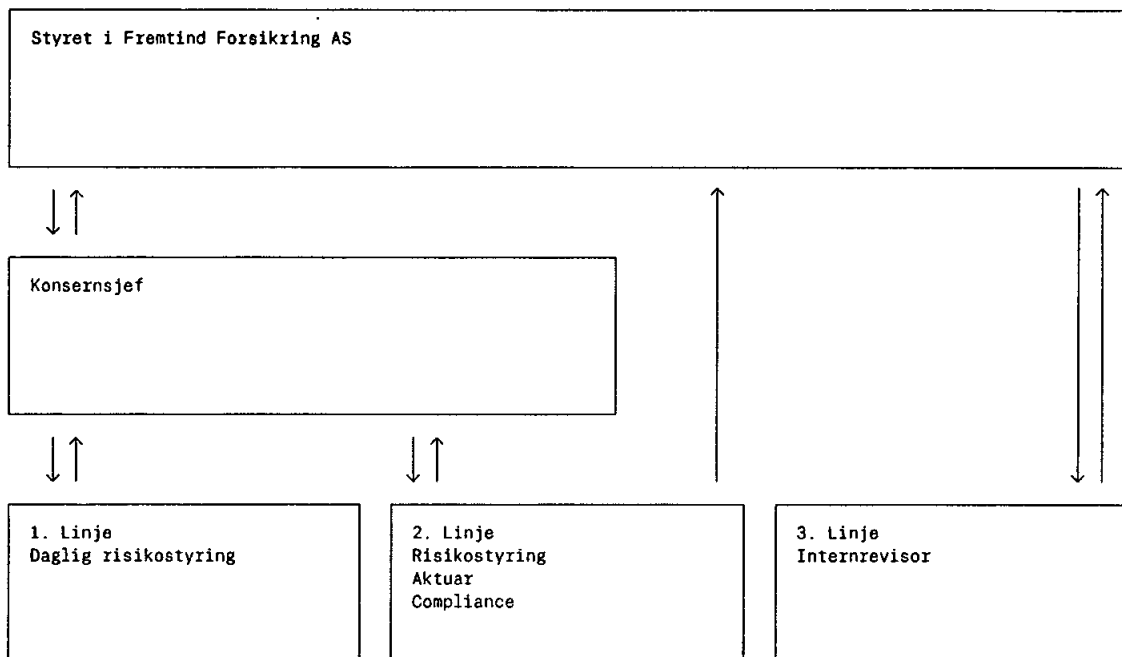 Styret i Fremtind Forsikring AS
Konsernsjef
1. Linje
Daglig risikostyring
2. Linje
Risikostyring
Aktuar
Compliance
3. Linje
Internrevisor